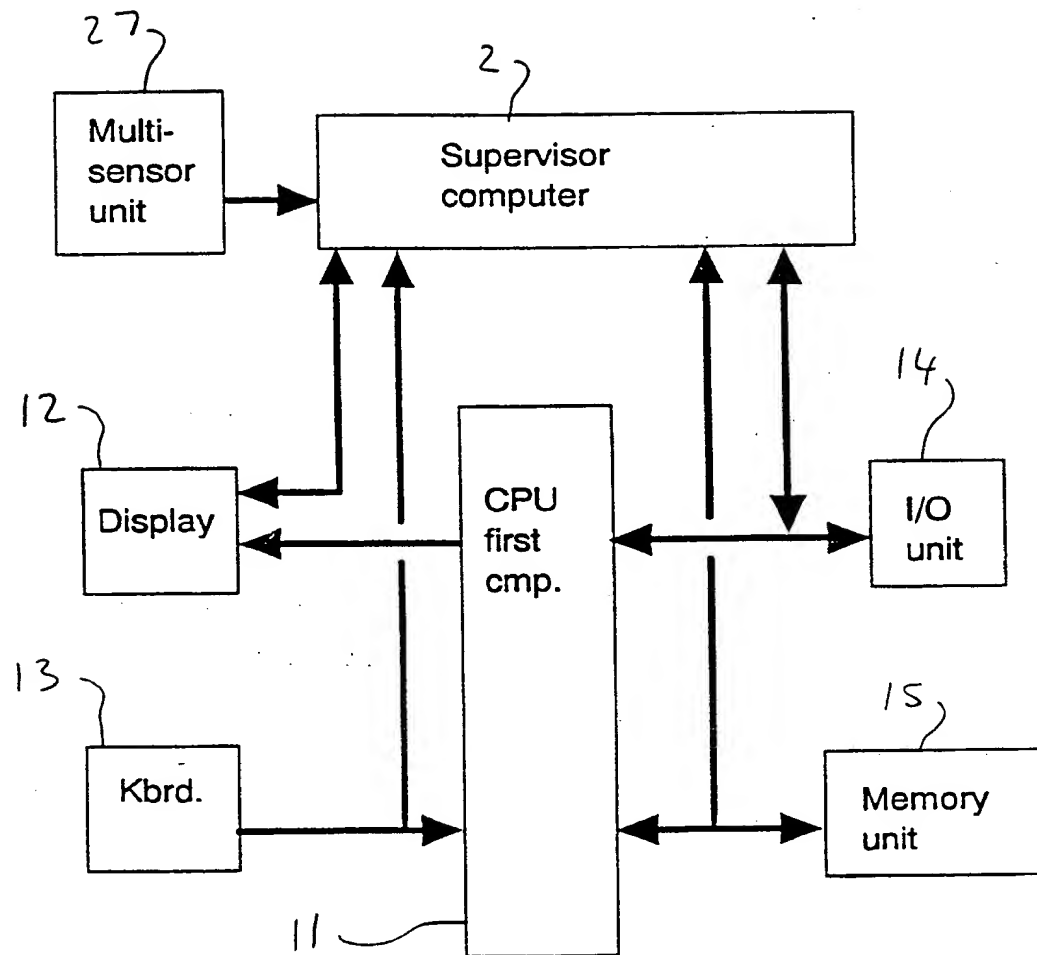 27
2
Multi-
sensor
unit
Supervisor
computer
12
14
Display
CPU
first
cmp.
I/O
unit
13
15
Kbrd.
Memory
unit
11